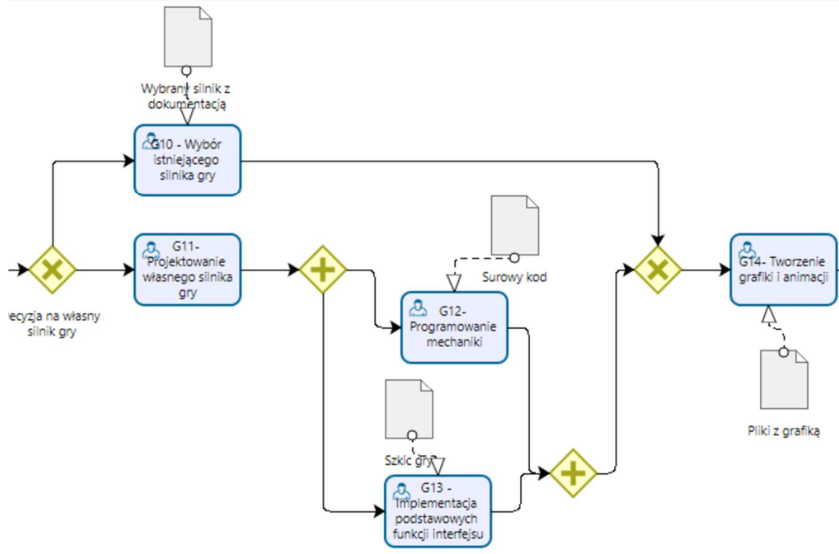 Wybrany silnik z
dokumentacją
G10 - Wybór
istniejącego
silnika gry
G11-
Projektowanie
własnego silnika
gry
ecyzja na własny
silnik gry
Surowy kod
G12-
Programowanie
mechaniki
Szkic gry
G13 -
Implementacja
podstawowych
funkcji interfejsu
G14- Tworzenie
grafiki i animacji
Pliki z grafiką